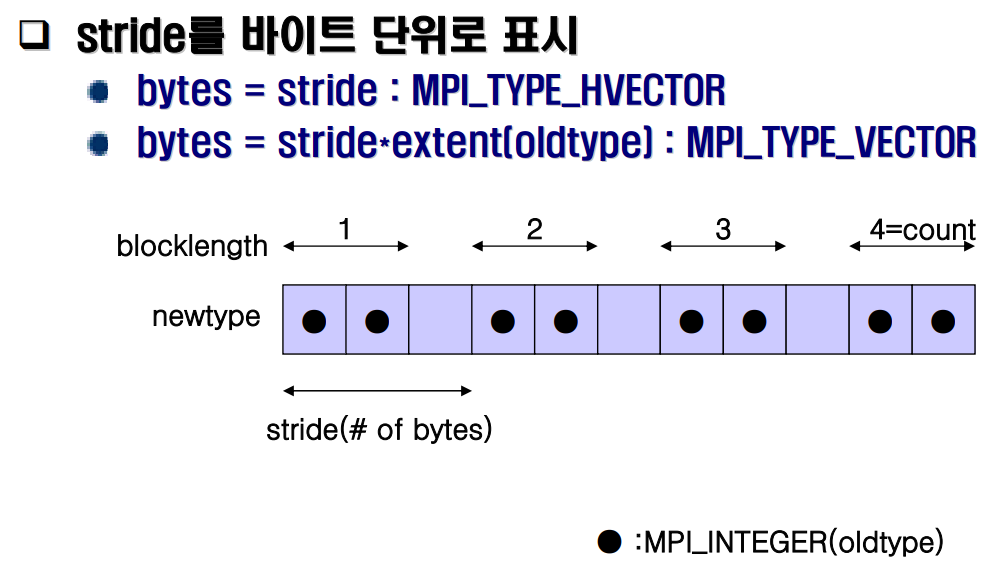 stride를 바이트 단위로 표시
bytes = stride : MPI_TYPE_HVECTOR
bytes = stride*extent(oldtype) : MPI_TYPE_VECTOR
1 2 3 4=count
blocklength
newtype
stride(# of bytes)
● :MPI_INTEGER(oldtype)